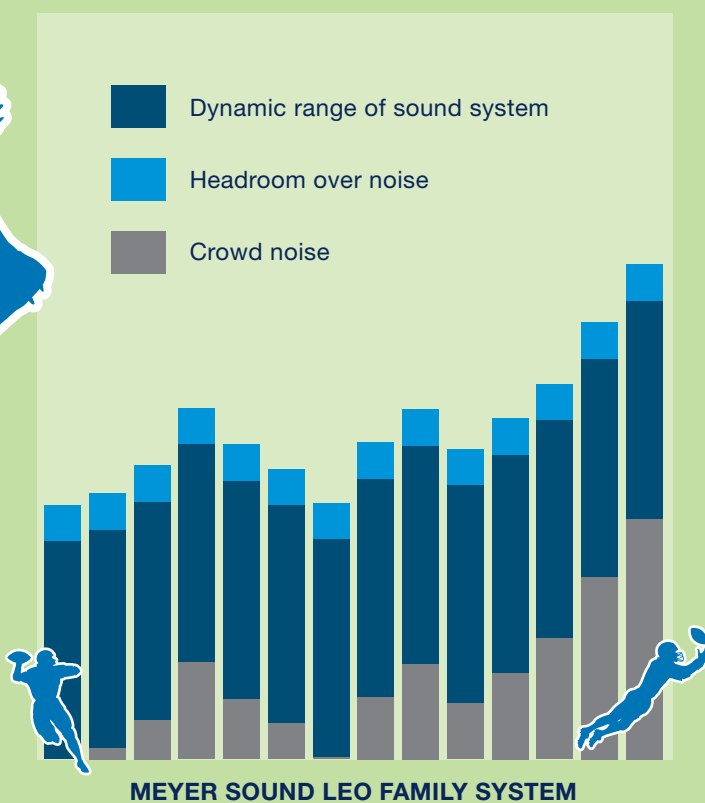 Dynamic range of sound system
Headroom over noise
Crowd noise
MEYER SOUND LEO FAMILY SYSTEM